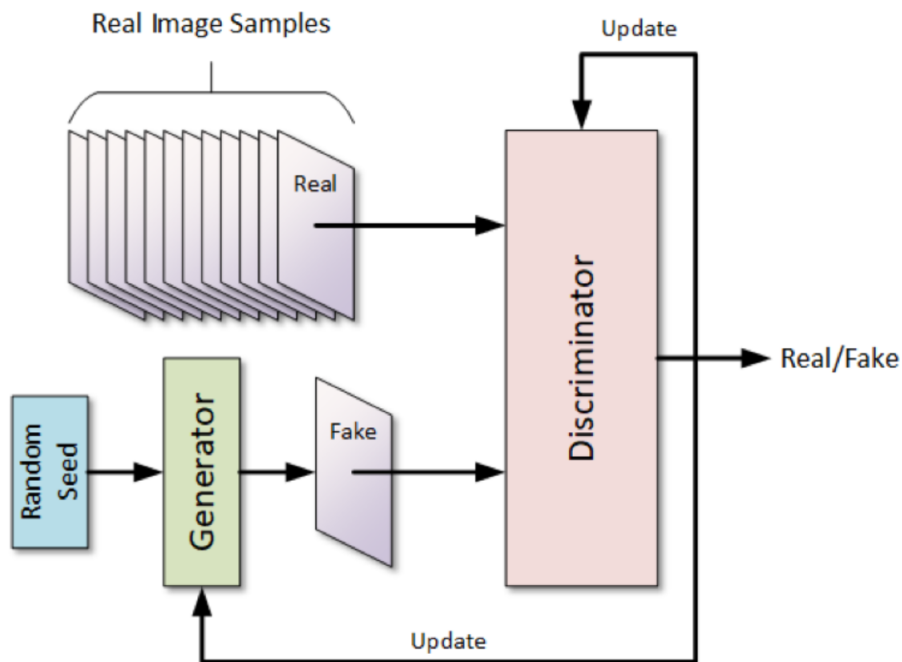 Real Image Samples
Update
Real
Discriminator
Real/Fake
Random
Seed
Generator
Fake
Update